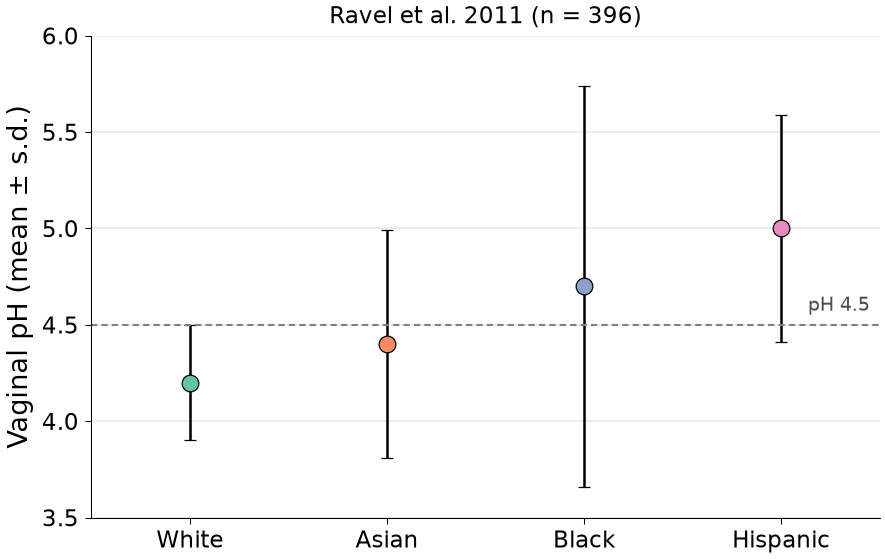 Ravel et al. 2011 (n = 396)
Vaginal pH (mean ± s.d.)
6.0
5.5
5.0
4.5
4.0
3.5
pH 4.5
White Asian Black Hispanic